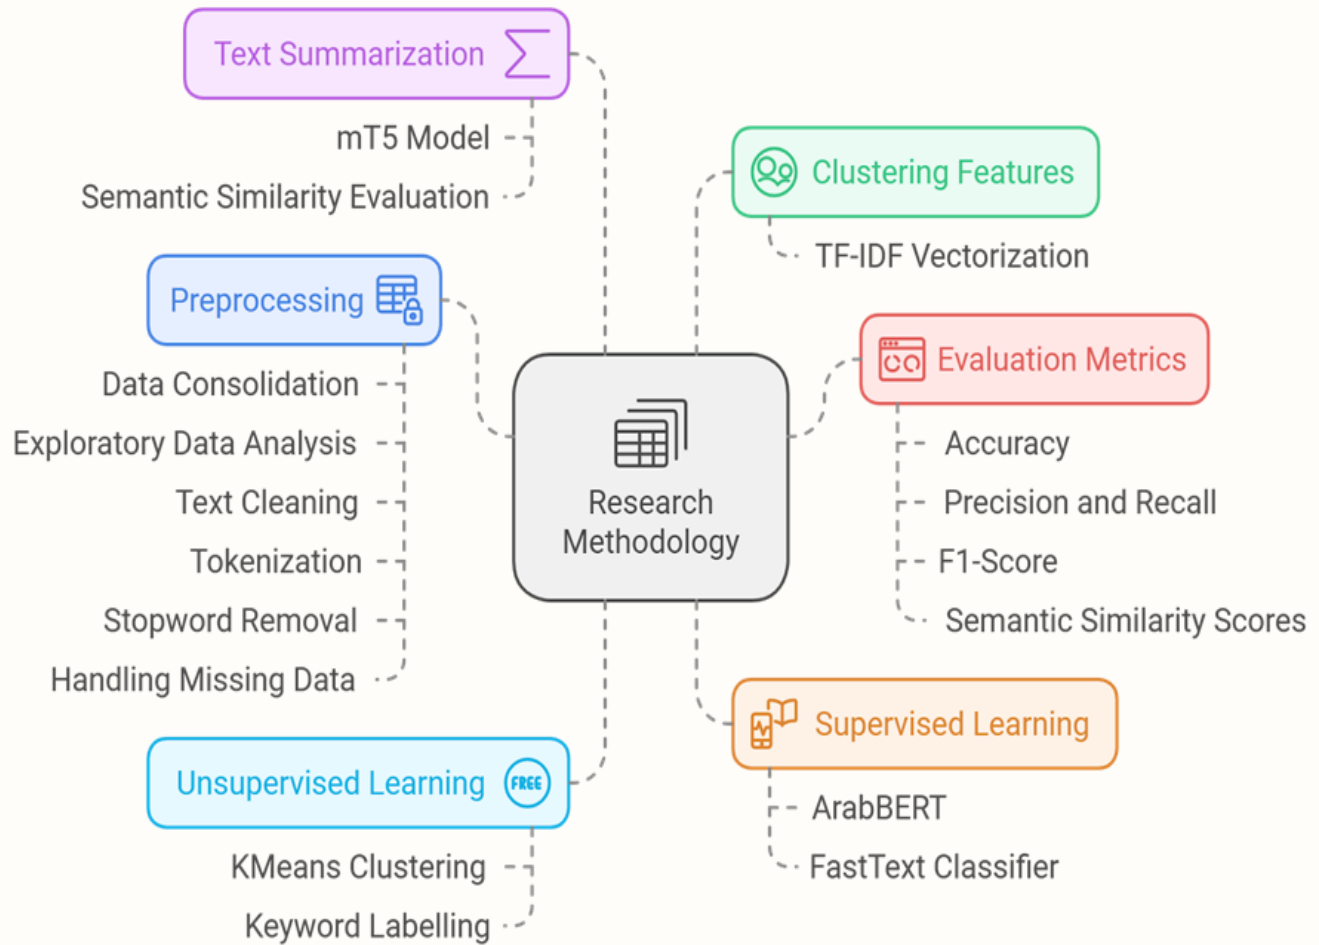 Text Summarization
mT5 Model
Semantic Similarity Evaluation
Preprocessing
Data Consolidation
Exploratory Data Analysis
Text Cleaning
Tokenization
Stopword Removal
Handling Missing Data
Unsupervised Learning
FREE
KMeans Clustering
Keyword Labelling
Research
Methodology
Clustering Features
TF-IDF Vectorization
Evaluation Metrics
Accuracy
Precision and Recall
F1-Score
Semantic Similarity Scores
Supervised Learning
ArabBERT
FastText Classifier